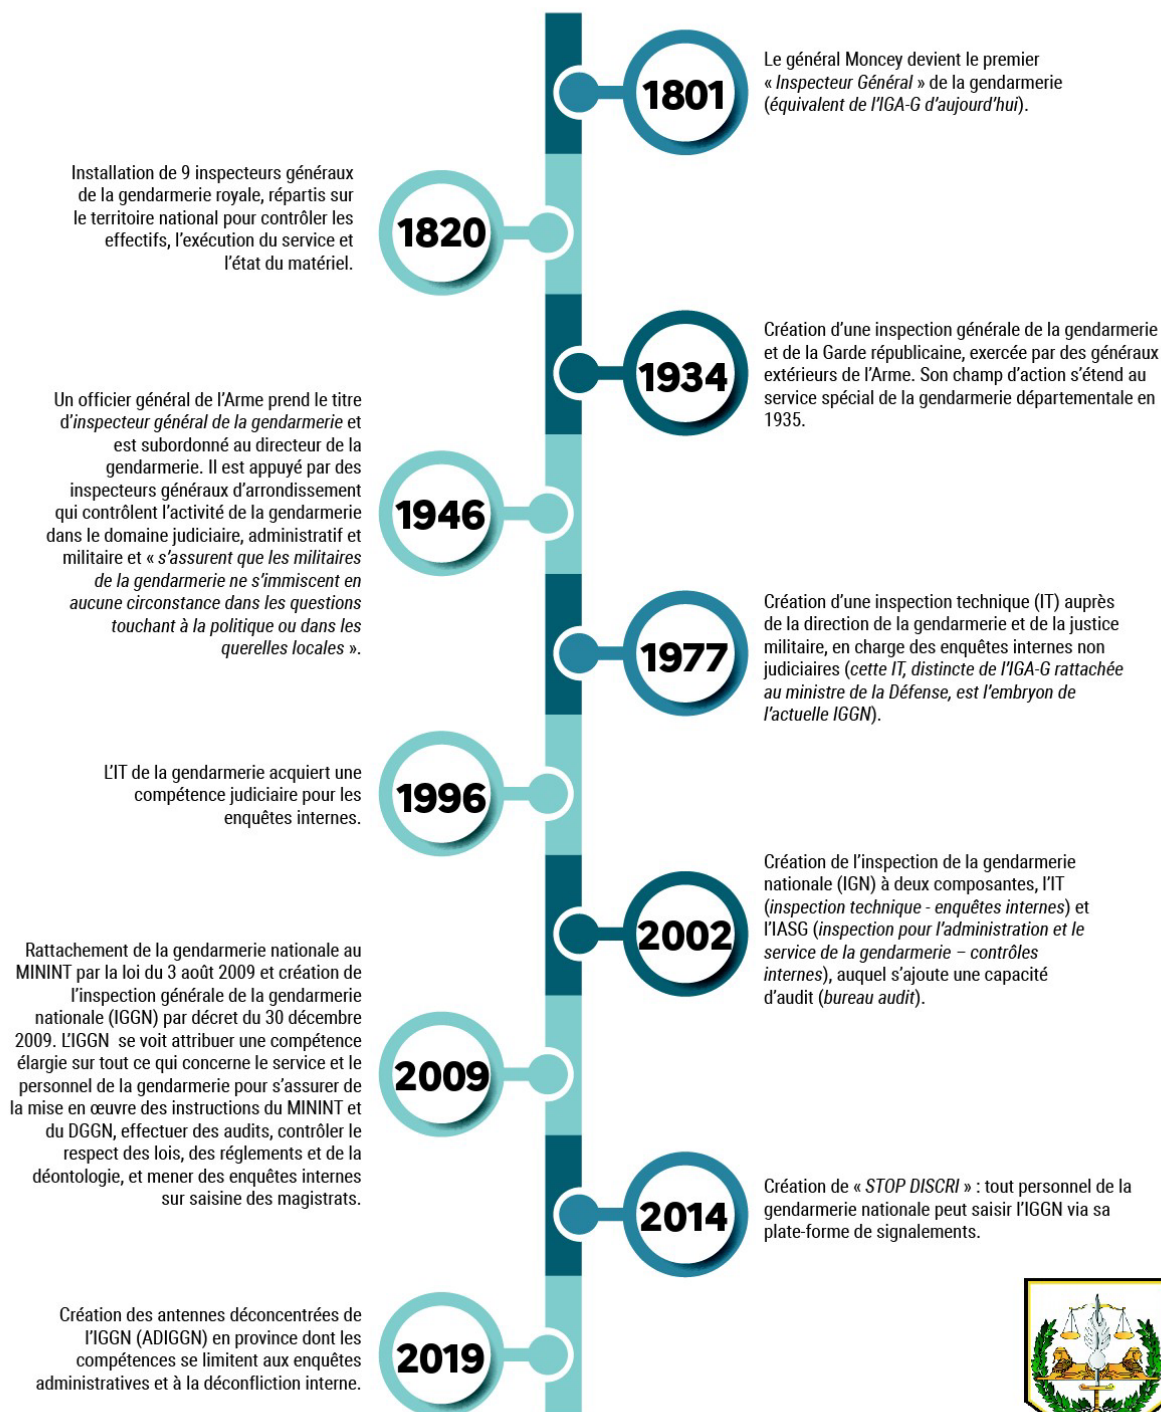 1801
Le général Moncey devient le premier
« Inspecteur Général » de la gendarmerie
(équivalent de l'IGA-G d'aujourd'hui).
Installation de 9 inspecteurs généraux
de la gendarmerie royale, répartis sur
le territoire national pour contrôler les
effectifs, l'exécution du service et
l'état du matériel.
1820
1934
Création d'une inspection générale de la gendarmerie
et de la Garde républicaine, exercée par des généraux
extérieurs de l'Arme. Son champ d'action s'étend au
service spécial de la gendarmerie départementale en
1935.
Un officier général de l'Arme prend le titre
d'inspecteur général de la gendarmerie et
est subordonné au directeur de la
gendarmerie. Il est appuyé par des
inspecteurs généraux d'arrondissement
qui contrôlent l'activité de la gendarmerie
dans le domaine judiciaire, administratif et
militaire et « s'assurent que les militaires
de la gendarmerie ne s'immiscent en
aucune circonstance dans les questions
touchant à la politique ou dans les
querelles locales ».
1946
1977
Création d'une inspection technique (IT) auprès
de la direction de la gendarmerie et de la justice
militaire, en charge des enquêtes internes non
judiciaires (cette IT, distincte de l'IGA-G rattachée
au ministre de la Défense, est l'embryon de
l'actuelle IGGN).
L'IT de la gendarmerie acquiert une
compétence judiciaire pour les
enquêtes internes.
1996
2002
Création de l'inspection de la gendarmerie
nationale (IGN) à deux composantes, l'IT
(inspection technique - enquêtes internes) et
l'IASG (inspection pour l'administration et le
service de la gendarmerie – contrôles
internes), auquel s'ajoute une capacité
d'audit (bureau audit).
Rattachement de la gendarmerie nationale au
MININT par la loi du 3 août 2009 et création de
l'inspection générale de la gendarmerie
nationale (IGGN) par décret du 30 décembre
2009. L'IGGN se voit attribuer une compétence
élargie sur tout ce qui concerne le service et le
personnel de la gendarmerie pour s'assurer de
la mise en œuvre des instructions du MININT et
du DGGN, effectuer des audits, contrôler le
respect des lois, des réglements et de la
déontologie, et mener des enquêtes internes
sur saisine des magistrats.
2009
2014
Création de « STOP DISCRI » : tout personnel de la
gendarmerie nationale peut saisir l'IGGN via sa
plate-forme de signalements.
Création des antennes déconcentrées de
l'IGGN (ADIGGN) en province dont les
compétences se limitent aux enquêtes
administratives et à la déconfliction interne.
2019